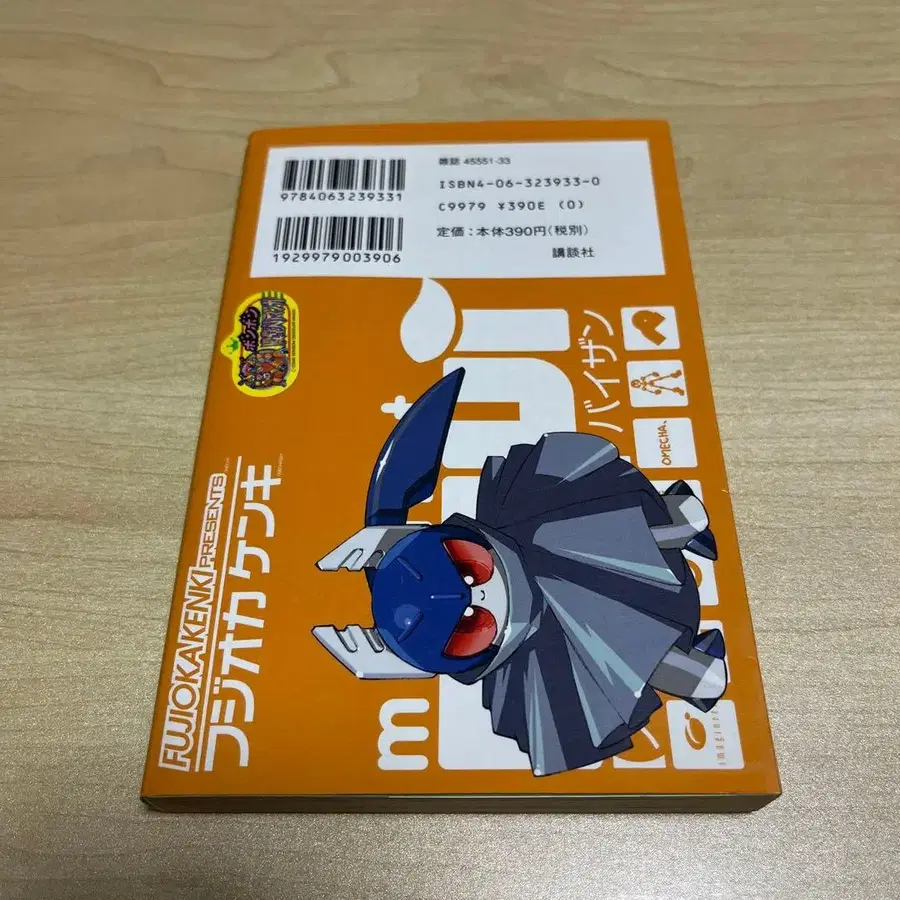 9784063239331
1929979003906
雑誌 45551-33
ISBN4-06-323933-0
C9979 ¥390E (0)
定価：本体390円(税別)
講談社
バイザン
OMECHA.
m
FUJIOKAKENKI PRESENTS
フジオカ ケンキ